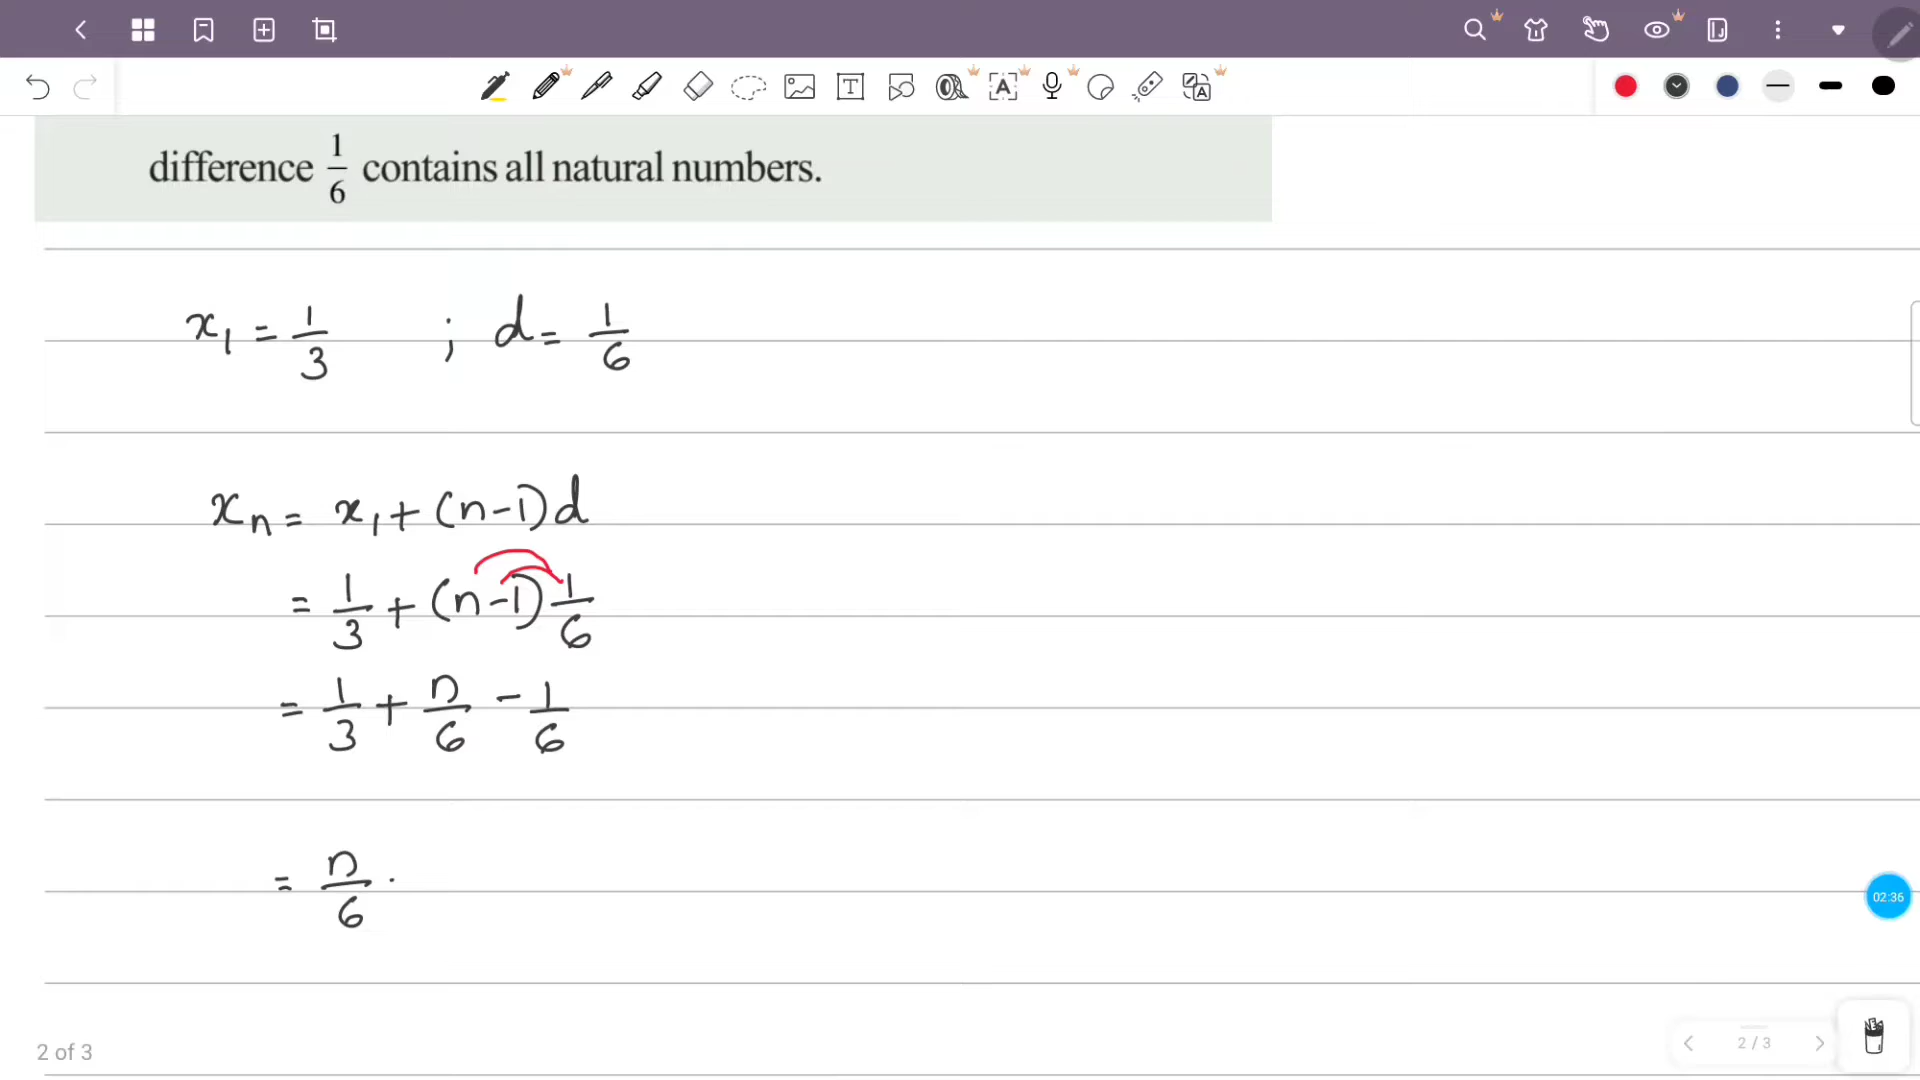 difference 1/6 contains all natural numbers.
x₁ = 1/3 ; d = 1/6
xₙ = x₁ + (n-1)d
= 1/3 + (n-1) 1/6
= 1/3 + n/6 - 1/6
= n/6 .
02:36
2 of 3
2 / 3